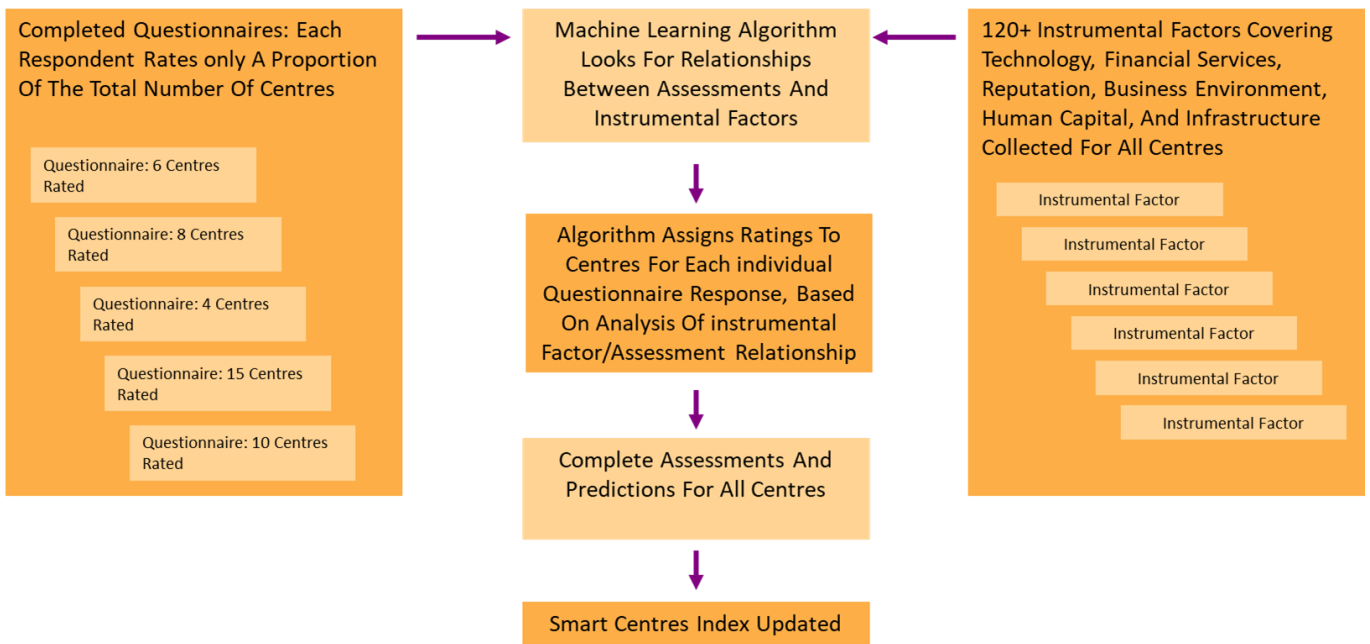 Completed Questionnaires: Each
Respondent Rates only A Proportion
Of The Total Number Of Centres
Questionnaire: 6 Centres
Rated
Questionnaire: 8 Centres
Rated
Questionnaire: 4 Centres
Rated
Questionnaire: 15 Centres
Rated
Questionnaire: 10 Centres
Rated
Machine Learning Algorithm
Looks For Relationships
Between Assessments And
Instrumental Factors
Algorithm Assigns Ratings To
Centres For Each individual
Questionnaire Response, Based
On Analysis Of instrumental
Factor/Assessment Relationship
Complete Assessments And
Predictions For All Centres
Smart Centres Index Updated
120+ Instrumental Factors Covering
Technology, Financial Services,
Reputation, Business Environment,
Human Capital, And Infrastructure
Collected For All Centres
Instrumental Factor
Instrumental Factor
Instrumental Factor
Instrumental Factor
Instrumental Factor
Instrumental Factor